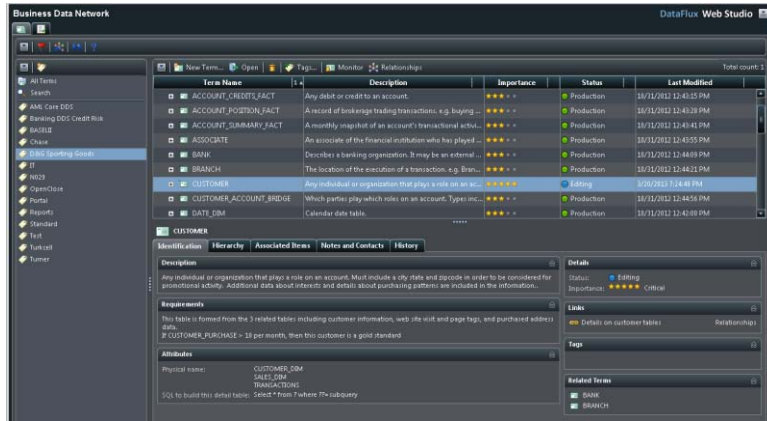 Business Data Network
DataFlux Web Studio
New Term... Open Tags... Monitor Relationships
Total count: 1
Term Name 1 Description Importance Status Last Modified
All Terms
Search
AML Core DDS
Banking DDS Credit Risk
BASELII
Chase
D&G Sporting Goods
IT
N029
OpenClose
Portal
Reports
Standard
Test
Turkcell
Turner
ACCOUNT_CREDITS_FACT Any debit or credit to an account. Production 10/31/2012 12:43:15 PM
ACCOUNT_POSITION_FACT A record of brokerage trading transactions. e.g. buying ... Production 10/31/2012 12:43:28 PM
ACCOUNT_SUMMARY_FACT A monthly snapshot of an account's transactional activi... Production 10/31/2012 12:43:41 PM
ASSOCIATE An associate of the financial institution who has played ... Production 10/31/2012 12:43:55 PM
BANK Describes a banking organization. It may be an external ... Production 10/31/2012 12:44:09 PM
BRANCH The location of the execution of a transaction. e.g. Bran... Production 10/31/2012 12:44:21 PM
CUSTOMER Any individual or organization that plays a role on an ac... Editing 3/20/2013 7:24:48 PM
CUSTOMER_ACCOUNT_BRIDGE Which parties play which roles on an account. Types inc... Production 10/31/2012 12:44:56 PM
DATE_DIM Calendar date table. Production 10/31/2012 12:42:00 PM
CUSTOMER
Identification Hierarchy Associated Items Notes and Contacts History
Description
Any individual or organization that plays a role on an account. Must include a city state and zipcode in order to be considered for
promotional activity. Additional data about interests and details about purchasing patterns are included in the information..
Requirements
This table is formed from the 3 related tables including customer information, web site visit and page tags, and purchased address
data.
If CUSTOMER_PURCHASE > 10 per month, then this customer is a gold standard
Attributes
Physical name: CUSTOMER_DIM
SALES_DIM
TRANSACTIONS
SQL to build this detail table: Select * from ? where ??= subquery
Details
Status: Editing
Importance: Critical
Links
Details on customer tables Relationships
Tags
Related Terms
BANK
BRANCH